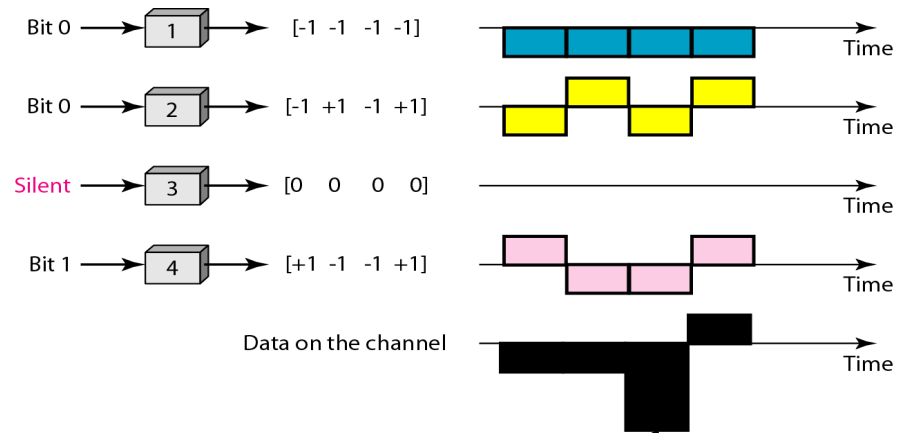 Bit 0 1 [-1 -1 -1 -1] Time
Bit 0 2 [-1 +1 -1 +1] Time
Silent 3 [0 0 0 0] Time
Bit 1 4 [+1 -1 -1 +1] Time
Data on the channel Time